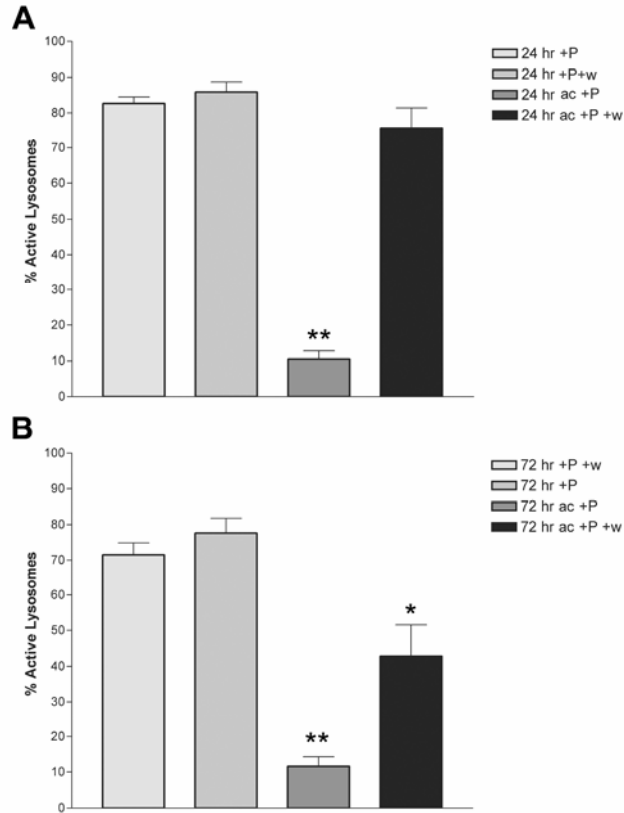 A
100
90
80
70
60
50
40
30
20
10
0
% Active Lysosomes
**
24 hr +P
24 hr +P+w
24 hr ac +P
24 hr ac +P +w
B
100
90
80
70
60
50
40
30
20
10
0
% Active Lysosomes
**
*
72 hr +P +w
72 hr +P
72 hr ac +P
72 hr ac +P +w